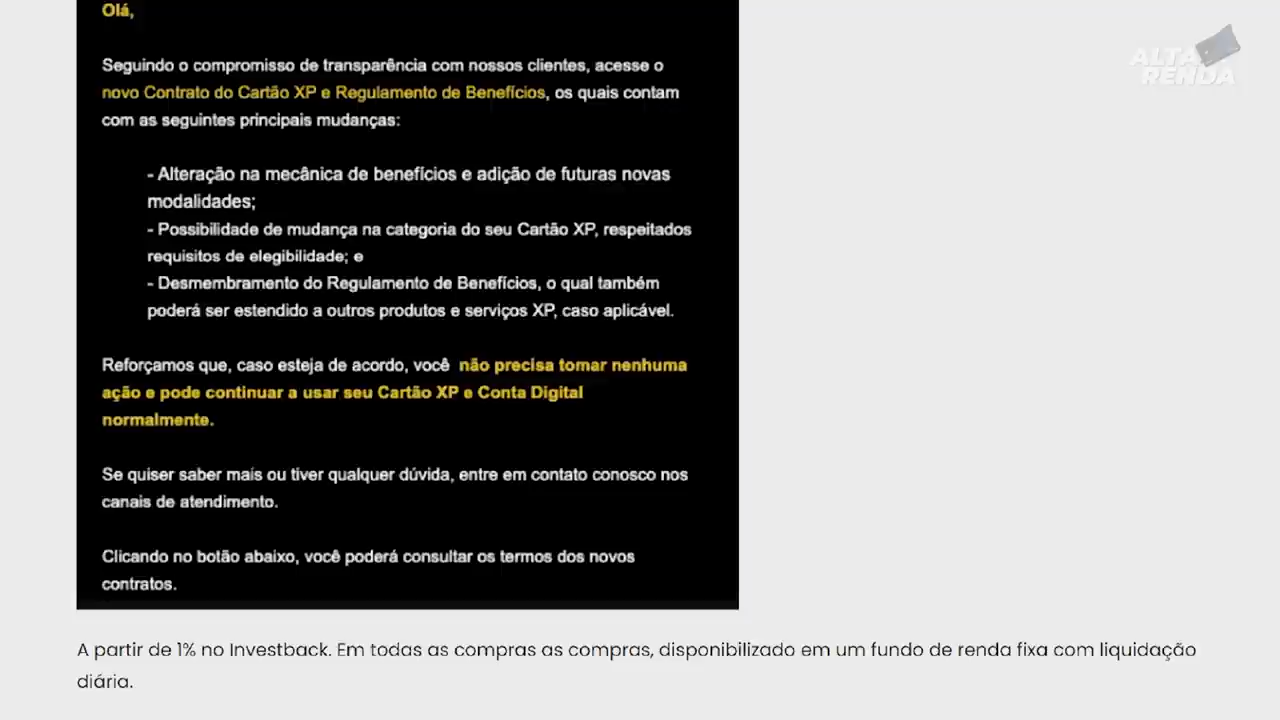 Olá,
Seguindo o compromisso de transparência com nossos clientes, acesse o
novo Contrato do Cartão XP e Regulamento de Benefícios, os quais contam
com as seguintes principais mudanças:
- Alteração na mecânica de benefícios e adição de futuras novas
modalidades;
- Possibilidade de mudança na categoria do seu Cartão XP, respeitados
requisitos de elegibilidade; e
- Desmembramento do Regulamento de Benefícios, o qual também
poderá ser estendido a outros produtos e serviços XP, caso aplicável.
Reforçamos que, caso esteja de acordo, você não precisa tomar nenhuma
ação e pode continuar a usar seu Cartão XP e Conta Digital
normalmente.
Se quiser saber mais ou tiver qualquer dúvida, entre em contato conosco nos
canais de atendimento.
Clicando no botão abaixo, você poderá consultar os termos dos novos
contratos.
A partir de 1% no Investback. Em todas as compras as compras, disponibilizado em um fundo de renda fixa com liquidação
diária.
ALTA
RENDA